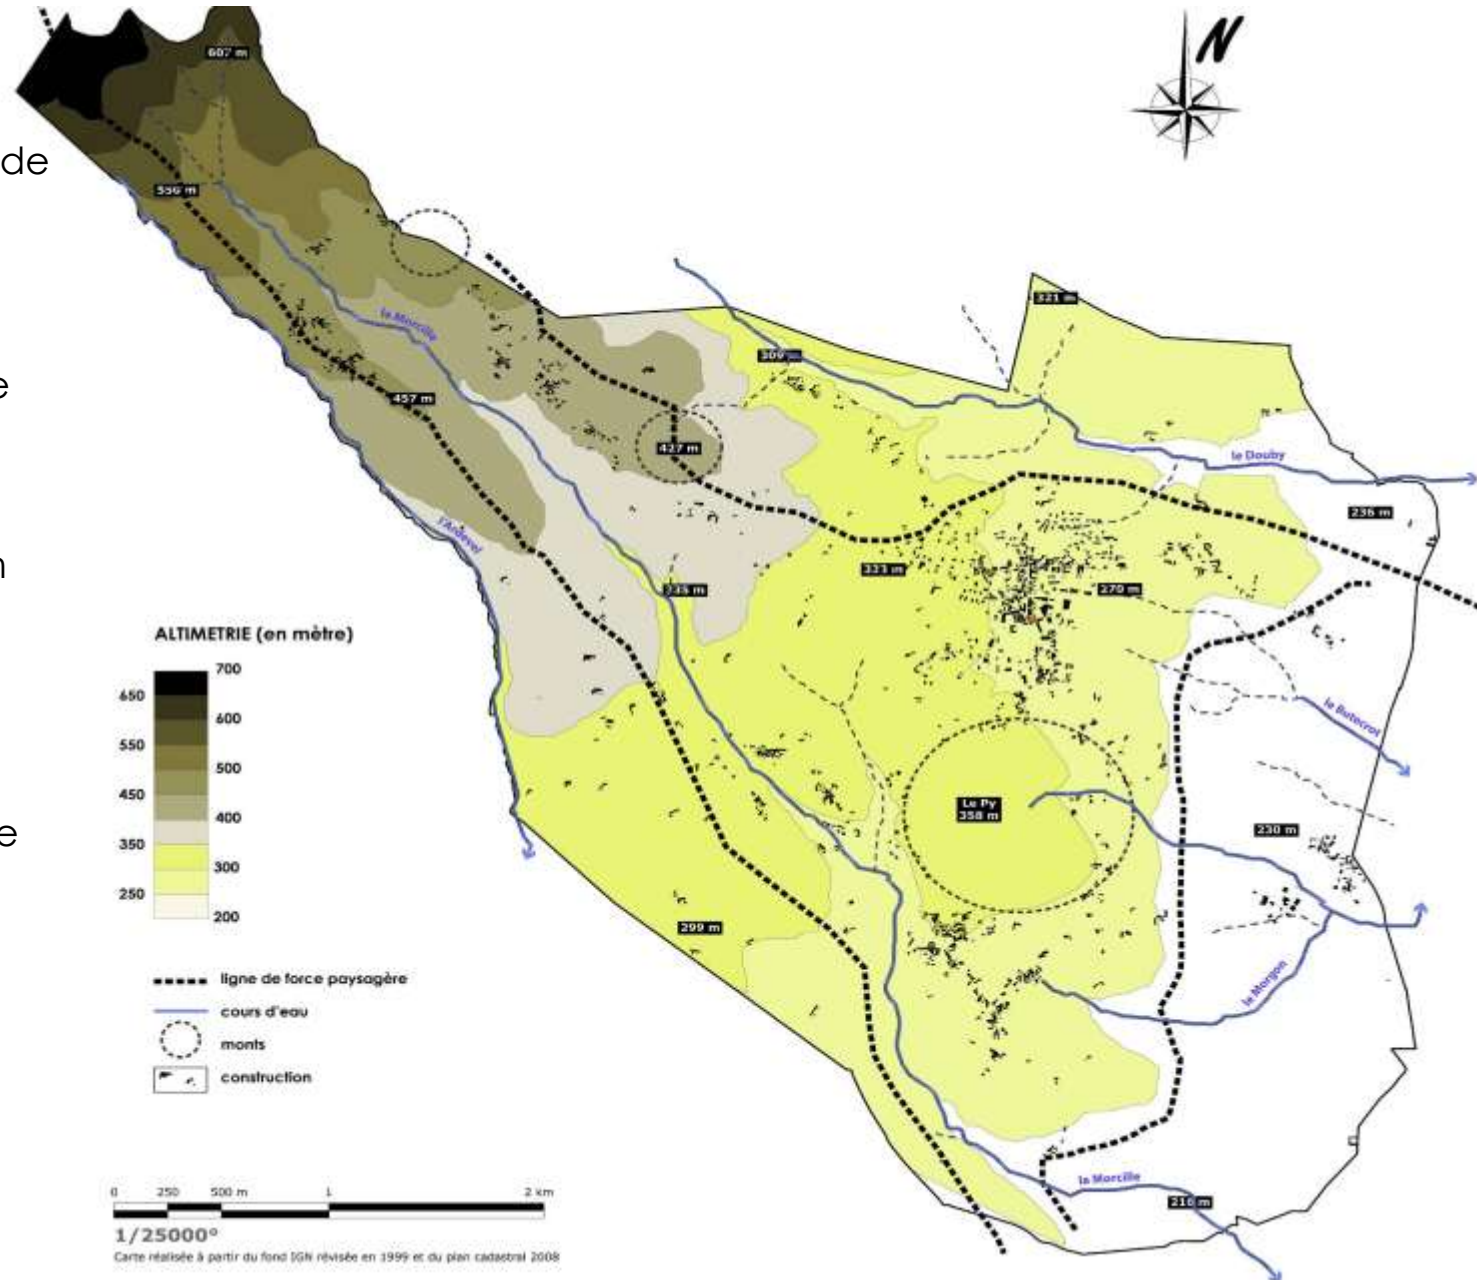 N
607 m
de
556 m
321 m
la Morcille
309
e
457 m
427 m
le Douby
236 m
l'Ardevel
n
323 m
270 m
335 m
ALTIMETRIE (en mètre)
700
650
600
550
500
450
400
350
300
250
200
le Butecrot
Le Py
358 m
230 m
e
299 m
ligne de force paysagère
cours d'eau
monts
construction
le Morgon
la Morcille
216 m
0 250 500 m 1 2 km
1/25000°
Carte réalisée à partir du fond IGN révisée en 1999 et du plan cadastral 2008